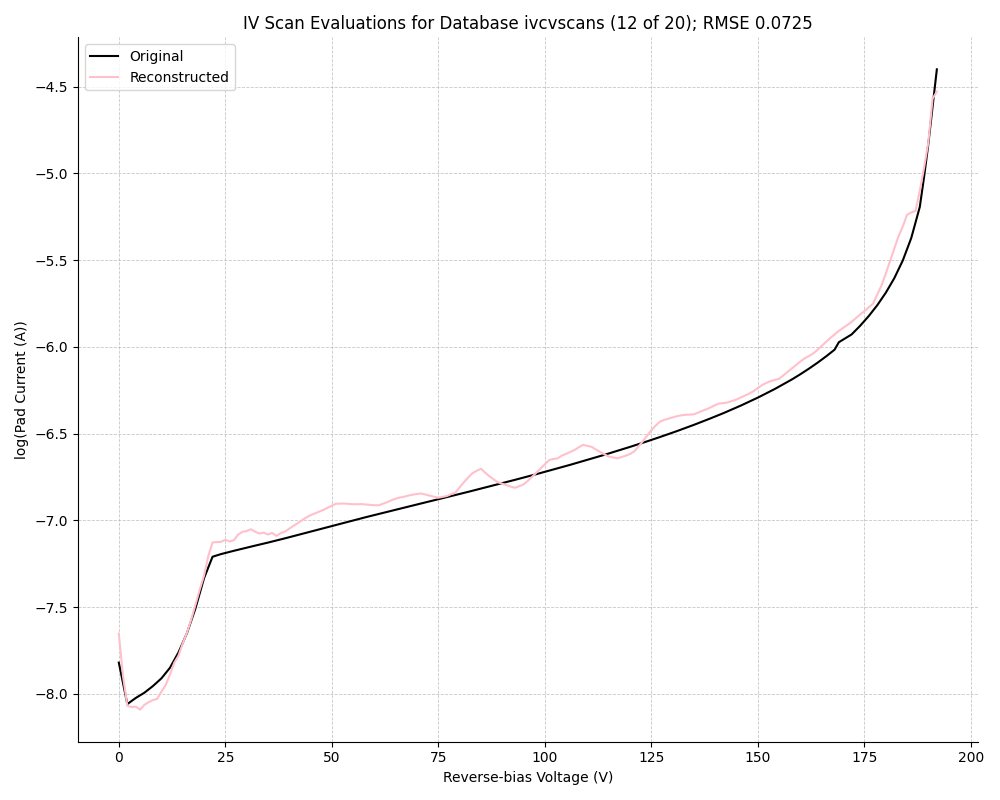 IV Scan Evaluations for Database ivcvscans (12 of 20); RMSE 0.0725
Original
Reconstructed
−4.5
−5.0
−5.5
−6.0
−6.5
−7.0
−7.5
−8.0
log(Pad Current (A))
0 25 50 75 100 125 150 175 200
Reverse-bias Voltage (V)